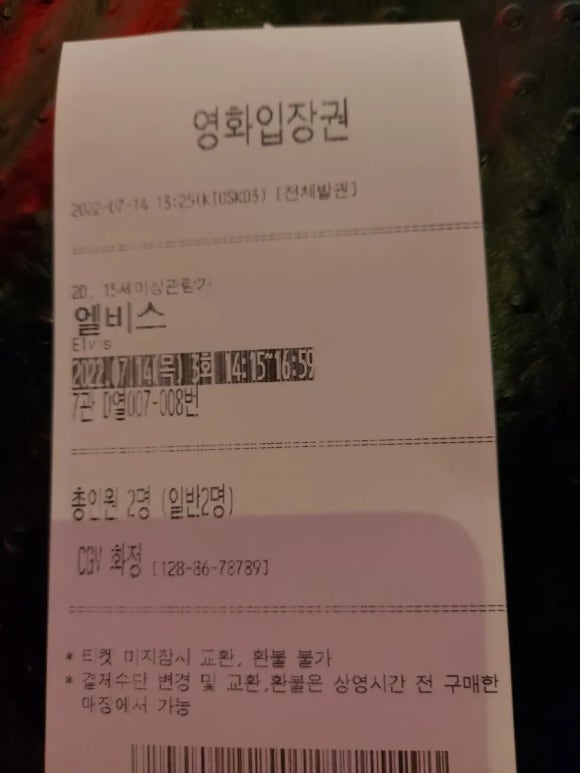 영화입장권
2022-07-14 13:25(KIOSK03) [전체발권]
2D, 15세이상관람가
엘비스
Elvis
2022.07.14(목) 3회 14:15~16:59
7관 D열007-008번
총인원 2명 (일반2명)
CGV 화정 [128-86-78789]
* 티켓 미지참시 교환, 환불 불가
* 결제수단 변경 및 교환,환불은 상영시간 전 구매한
매장에서 가능